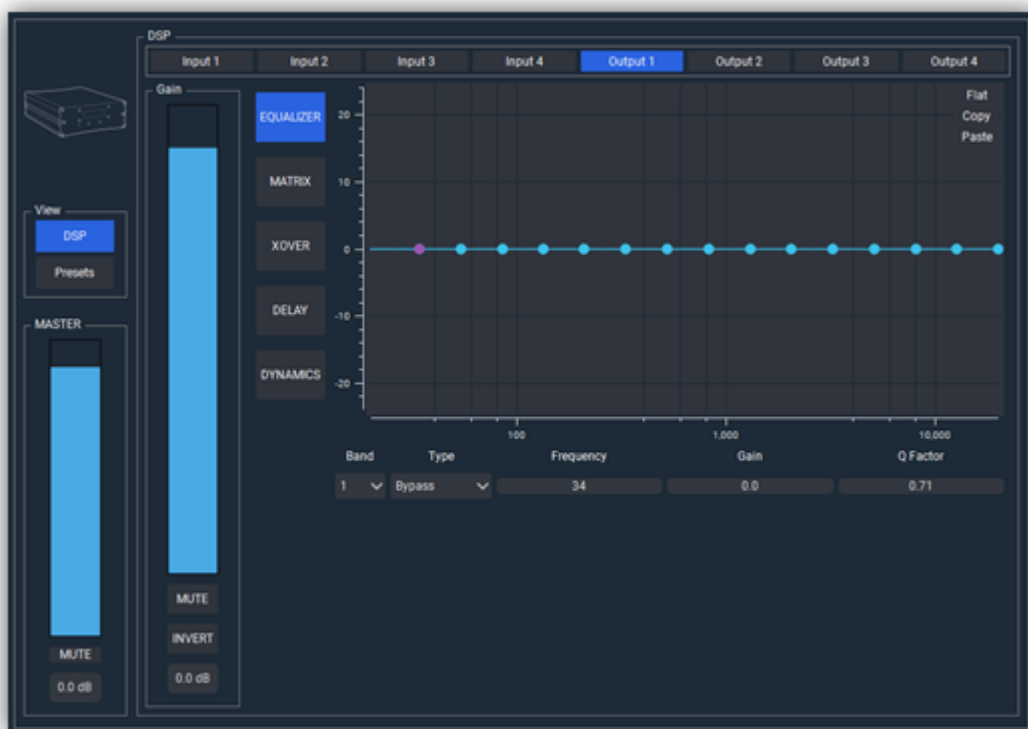 DSP
Input 1 Input 2 Input 3 Input 4 Output 1 Output 2 Output 3 Output 4
View
DSP
Presets
MASTER
MUTE
0.0 dB
Gain
MUTE
INVERT
0.0 dB
EQUALIZER
MATRIX
XOVER
DELAY
DYNAMICS
Flat
Copy
Paste
20
10
0
-10
-20
100 1,000 10,000
Band Type Frequency Gain Q Factor
1 Bypass 34 0.0 0.71